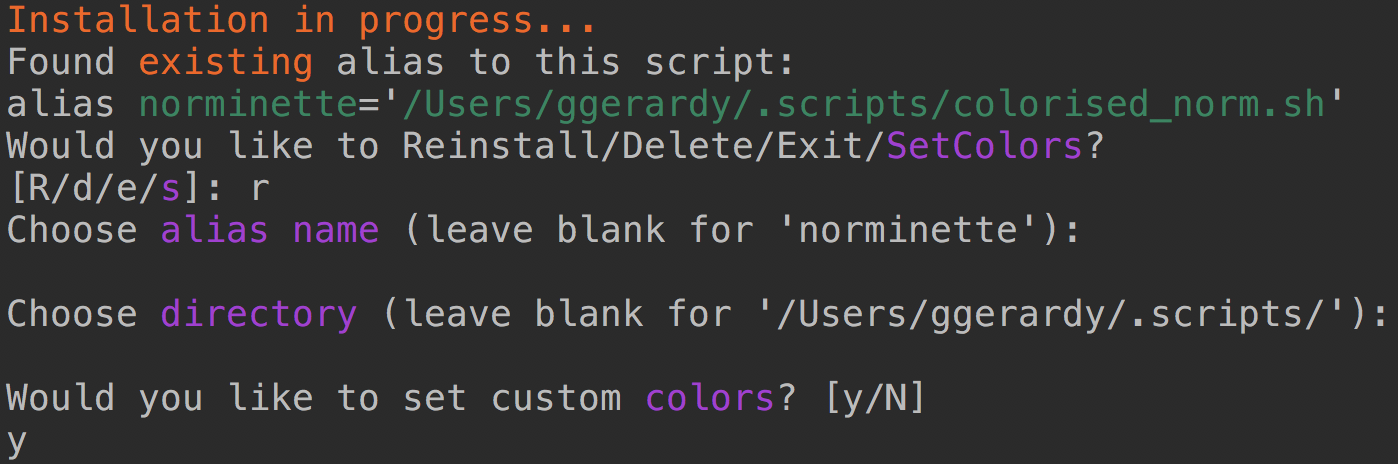 Installation in progress...
Found existing alias to this script:
alias norminette='/Users/ggerardy/.scripts/colorised_norm.sh'
Would you like to Reinstall/Delete/Exit/SetColors?
[R/d/e/s]: r
Choose alias name (leave blank for 'norminette'):
Choose directory (leave blank for '/Users/ggerardy/.scripts/'):
Would you like to set custom colors? [y/N]
y